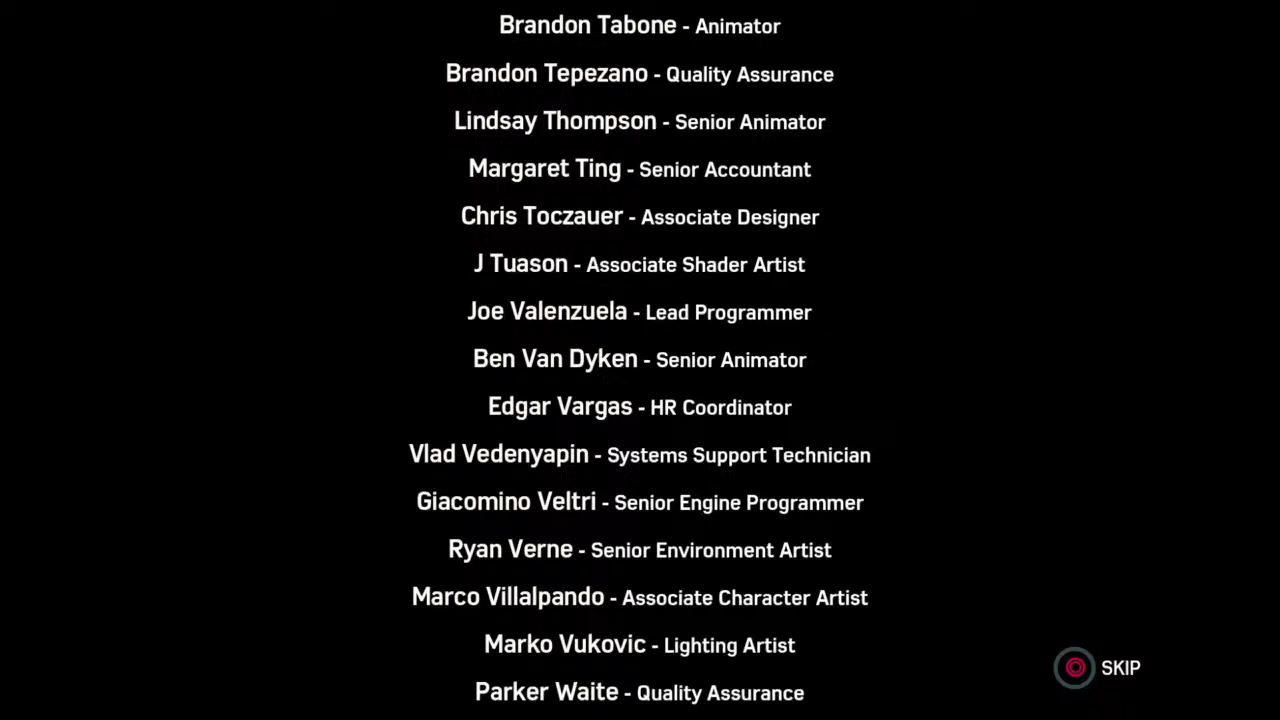 Brandon Tabone - Animator
Brandon Tepezano - Quality Assurance
Lindsay Thompson - Senior Animator
Margaret Ting - Senior Accountant
Chris Toczauer - Associate Designer
J Tuason - Associate Shader Artist
Joe Valenzuela - Lead Programmer
Ben Van Dyken - Senior Animator
Edgar Vargas - HR Coordinator
Vlad Vedenyapin - Systems Support Technician
Giacomino Veltri - Senior Engine Programmer
Ryan Verne - Senior Environment Artist
Marco Villalpando - Associate Character Artist
Marko Vukovic - Lighting Artist
SKIP
Parker Waite - Quality Assurance